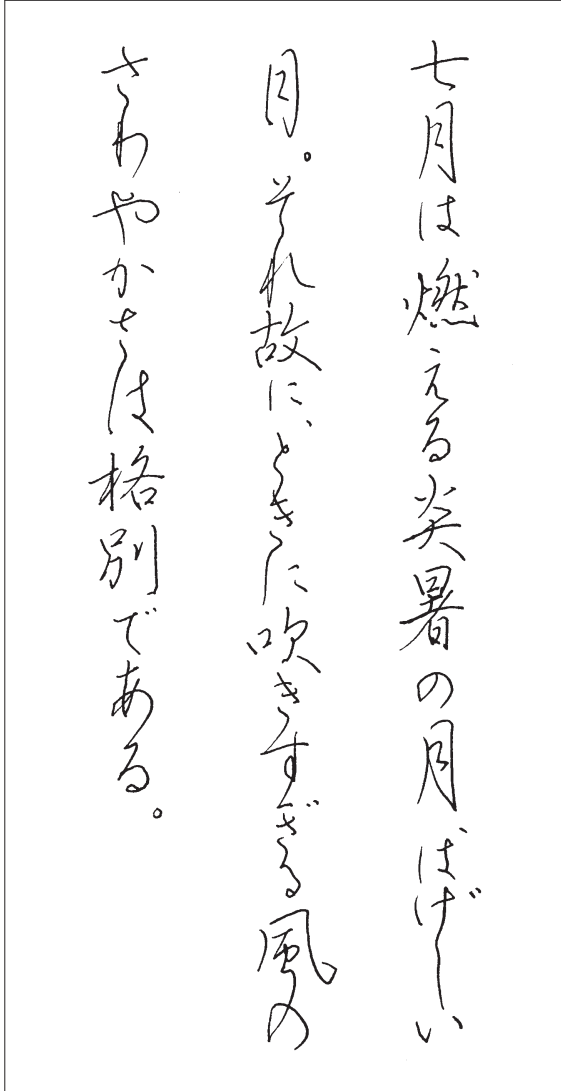 七月は燃える炎暑の月、はげしい
月。それ故に、ときに吹きすぎる風の
さわやかさは格別である。